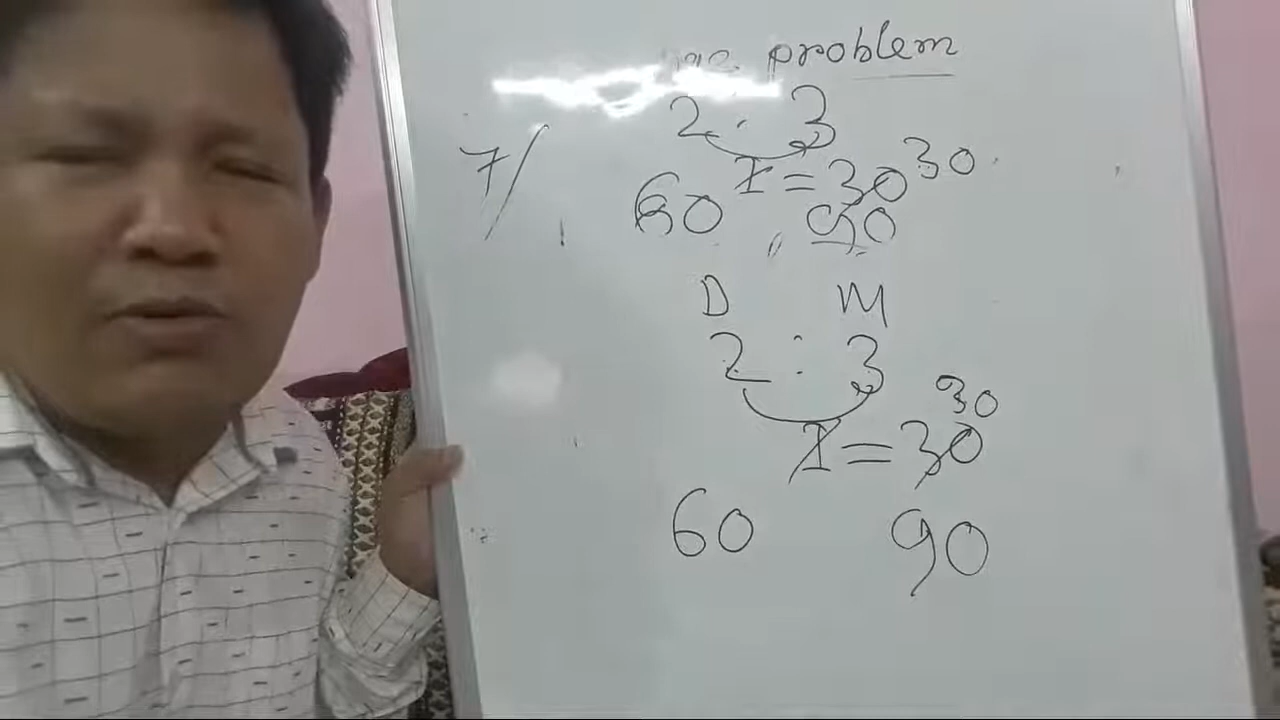 problem
7/
2 : 3
1 = 30 30
60 90
D M
2 : 3
30
1 = 30
60 90